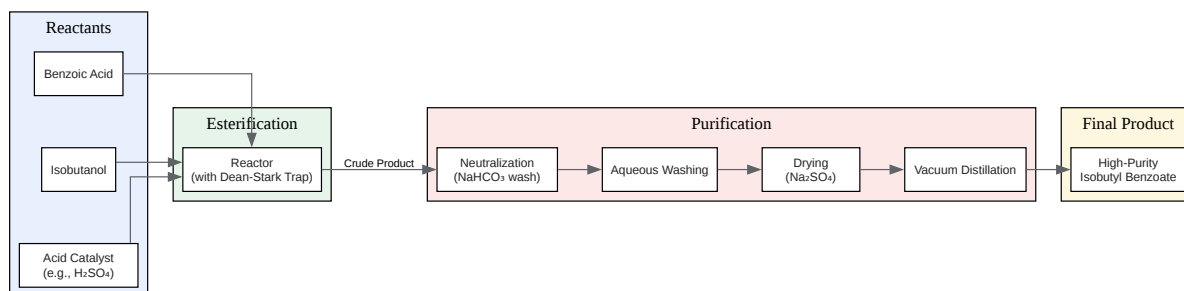 Reactants
Benzoic Acid
Isobutanol
Acid Catalyst
(e.g., H₂SO₄)
Esterification
Reactor
(with Dean-Stark Trap)
Crude Product
Purification
Neutralization
(NaHCO₃ wash)
Aqueous Washing
Drying
(Na₂SO₄)
Vacuum Distillation
Final Product
High-Purity
Isobutyl Benzoate